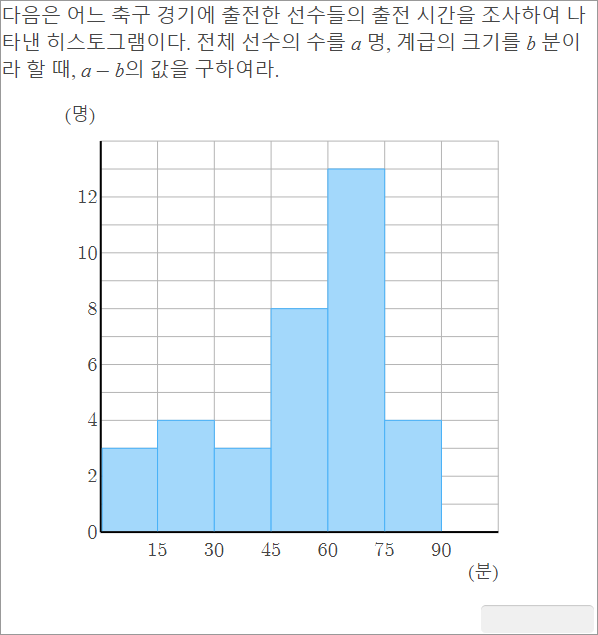 다음은 어느 축구 경기에 출전한 선수들의 출전 시간을 조사하여 나
타낸 히스토그램이다. 전체 선수의 수를 a 명, 계급의 크기를 b 분이
라 할 때, a − b의 값을 구하여라.
(명)
12
10
8
6
4
2
0
15 30 45 60 75 90
(분)